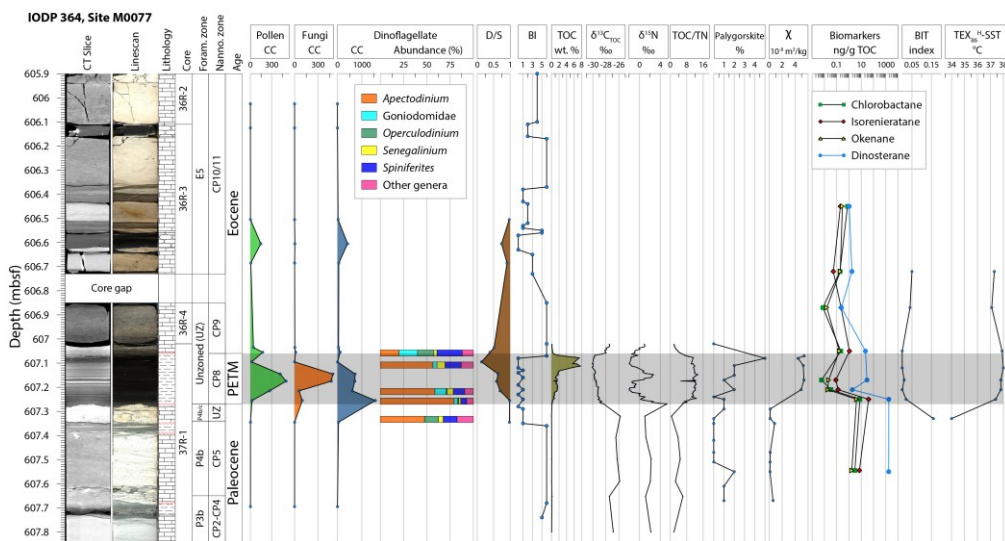 IODP 364, Site M0077
CT Slice
Linescan
Lithology
Core
Foram. zone
Nanno. zone
Age
Pollen
CC
Fungi
CC
Dinoflagellate
CC Abundance (%)
D/S
BI
TOC
wt. %
δ¹³C TOC
‰
δ¹⁵N
‰
TOC/TN
Palygorskite
%
χ
10⁻⁸ m³/kg
Biomarkers
ng/g TOC
BIT
index
TEX₈₆ᴴ-SST
°C
0 300
0 300
0 1000
25 50 75
0 0.5 1
1 3 5
0 2 4 6 8
-30 -28 -26
-1 2 5
0 10
0 1 2 3 4 5
0 2 4
0.1 10 1000
0.05 0.15
34 35 36 37 38
Depth (mbsf)
605.9
606
606.1
606.2
606.3
606.4
606.5
606.6
606.7
606.8
606.9
607
607.1
607.2
607.3
607.4
607.5
607.6
607.7
607.8
Core gap
36R-2
36R-3
36R-4
37R-1
E5
Unzoned (UZ)
P4b
P3b
CP10/11
CP9
CP8
UZ
CP5
CP2-CP4
Eocene
PETM
Paleocene
Apectodinium
Goniodomidae
Operculodinium
Senegalinium
Spiniferites
Other genera
Chlorobactane
Isorenieratane
Okenane
Dinosterane